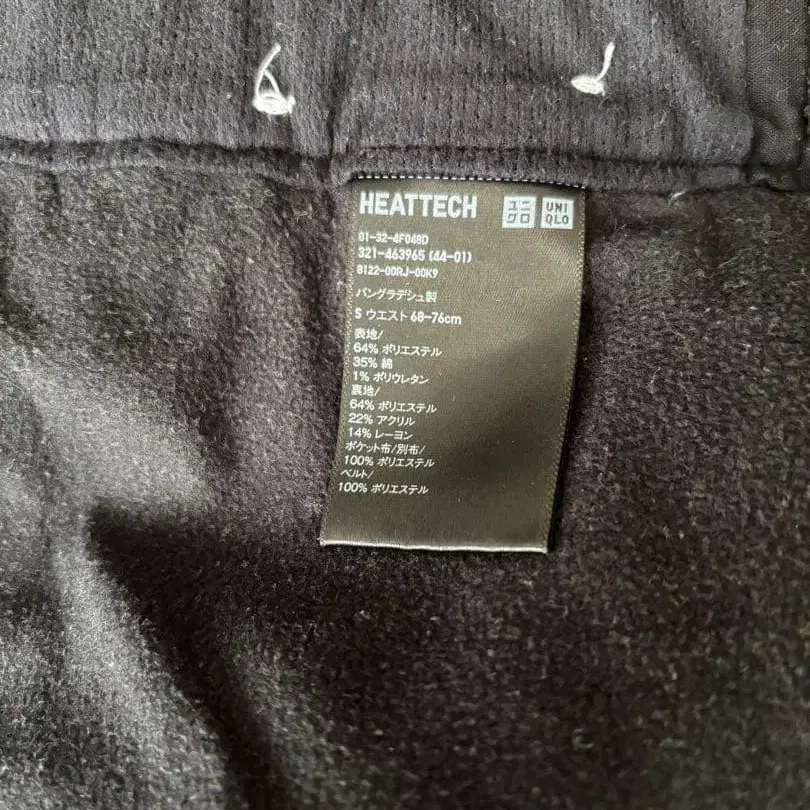 HEATTECH ユニクロ UNIQLO
01-32-4F048D
321-463965 (44-01)
8122-00RJ-00K9
バングラデシュ製
S ウエスト 68-76cm
表地/
64% ポリエステル
35% 綿
1% ポリウレタン
裏地/
64% ポリエステル
22% アクリル
14% レーヨン
ポケット布/別布/
100% ポリエステル
ベルト/
100% ポリエステル